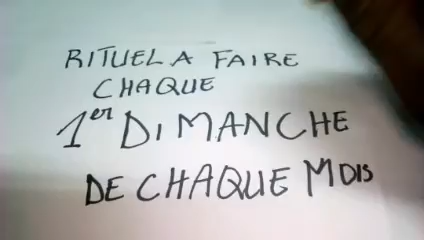 RITUEL A FAIRE
CHAQUE
1er DIMANCHE
DE CHAQUE MOIS